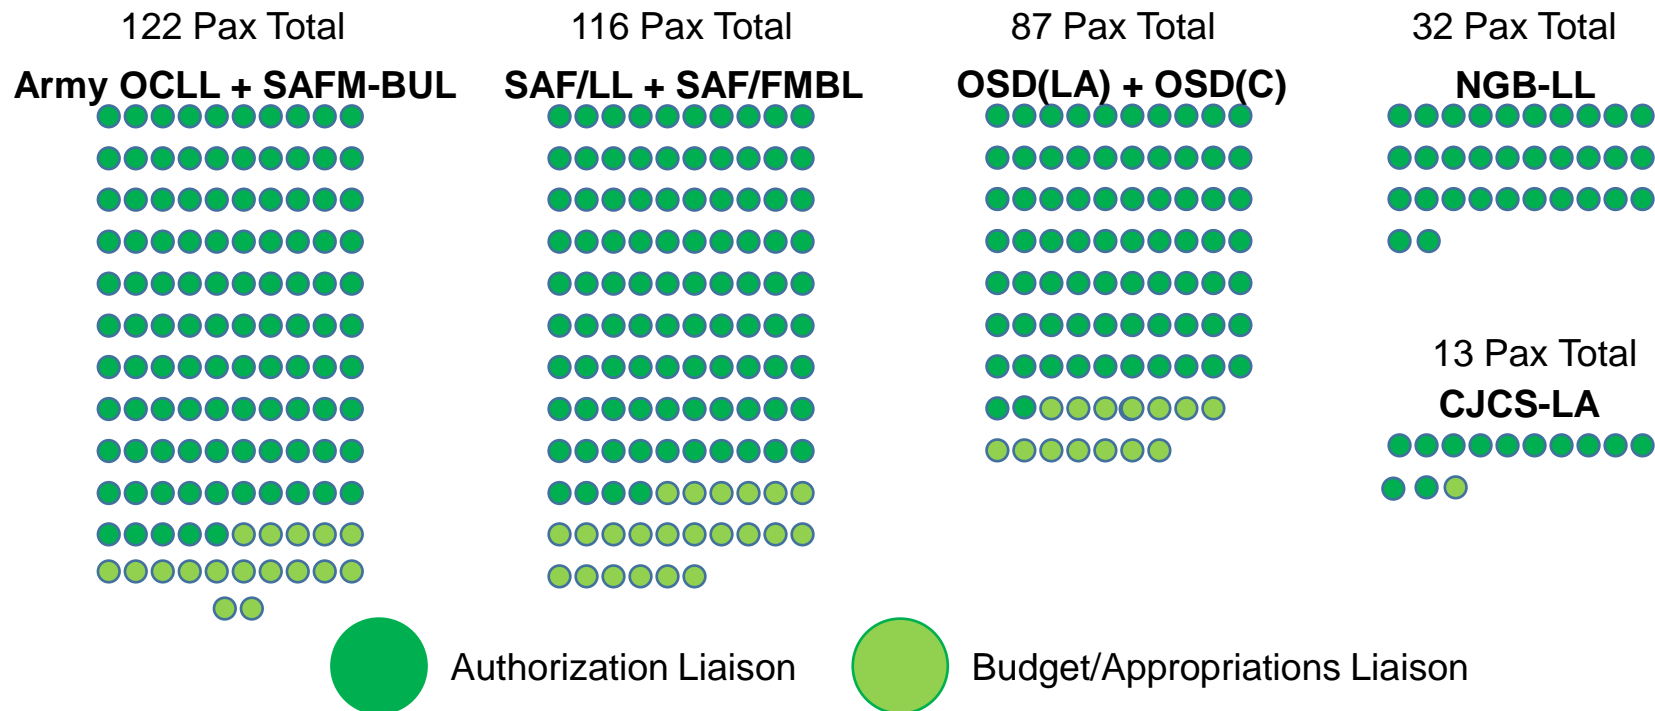 122 Pax Total
Army OCLL + SAFM-BUL
116 Pax Total
SAF/LL + SAF/FMBL
87 Pax Total
OSD(LA) + OSD(C)
32 Pax Total
NGB-LL
13 Pax Total
CJCS-LA
Authorization Liaison
Budget/Appropriations Liaison